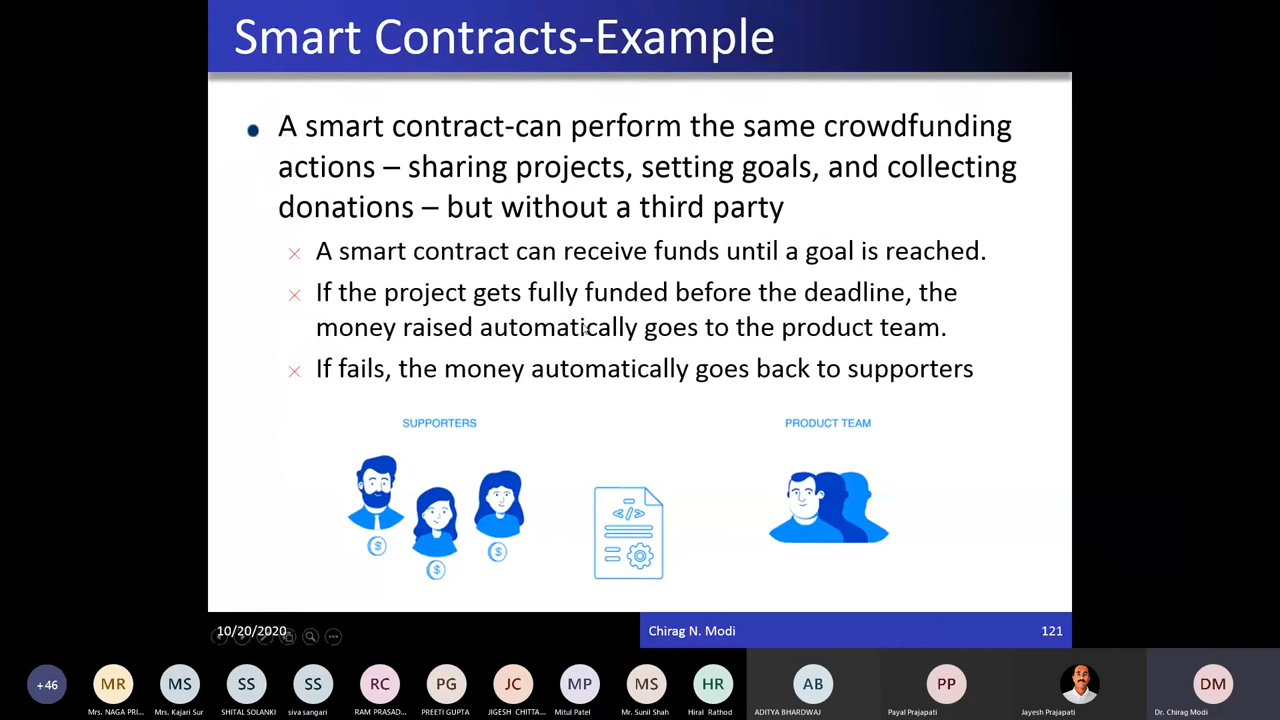 Smart Contracts-Example
A smart contract-can perform the same crowdfunding
actions – sharing projects, setting goals, and collecting
donations – but without a third party
A smart contract can receive funds until a goal is reached.
If the project gets fully funded before the deadline, the
money raised automatically goes to the product team.
If fails, the money automatically goes back to supporters
SUPPORTERS
PRODUCT TEAM
</>
$
$
$
10/20/2020
Chirag N. Modi
121
+46
MR
MS
SS
SS
RC
PG
JC
MP
MS
HR
AB
PP
DM
Mrs. NAGA PRI...
Mrs. Kajari Sur
SHITAL SOLANKI
siva sangari
RAM PRASAD...
PREETI GUPTA
JIGESH CHITTA...
Mitul Patel
Mr. Sunil Shah
Hiral Rathod
ADITYA BHARDWAJ
Payal Prajapati
Jayesh Prajapati
Dr. Chirag Modi